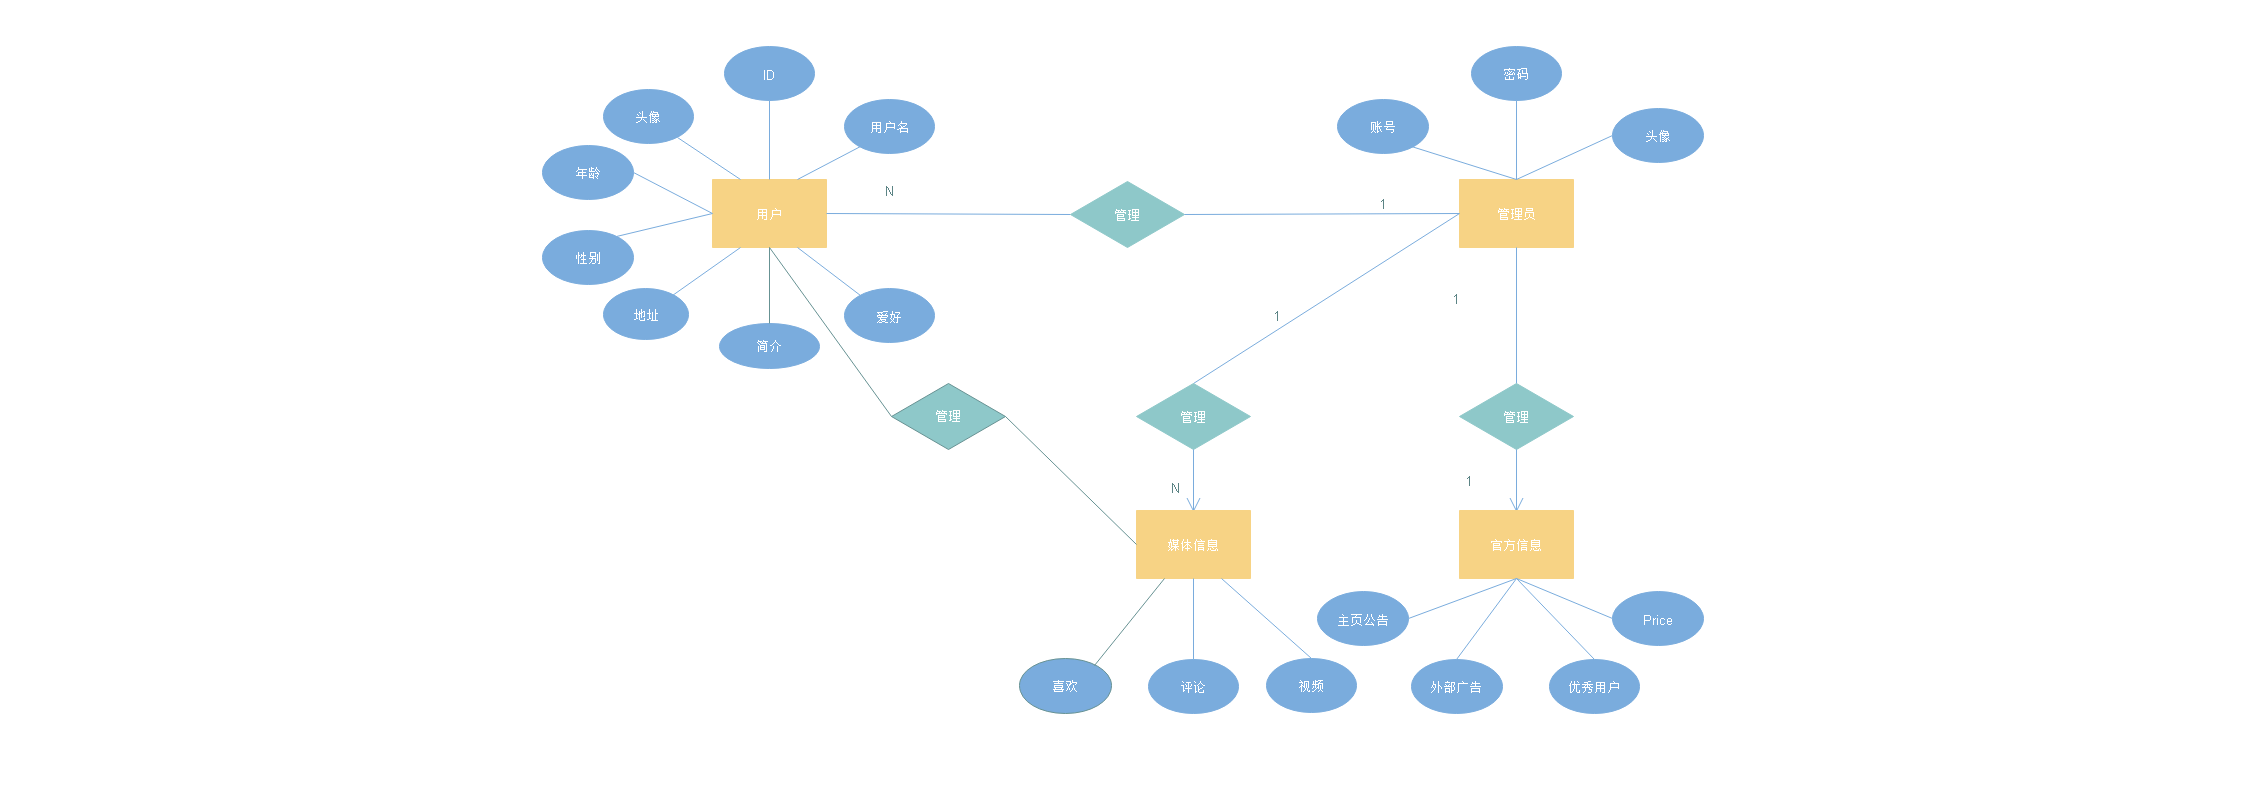 ID
密码
头像
用户名
账号
头像
年龄
N
1
用户
管理
管理员
性别
1
1
地址
爱好
简介
管理
管理
管理
N
1
媒体信息
官方信息
主页公告
Price
喜欢
评论
视频
外部广告
优秀用户